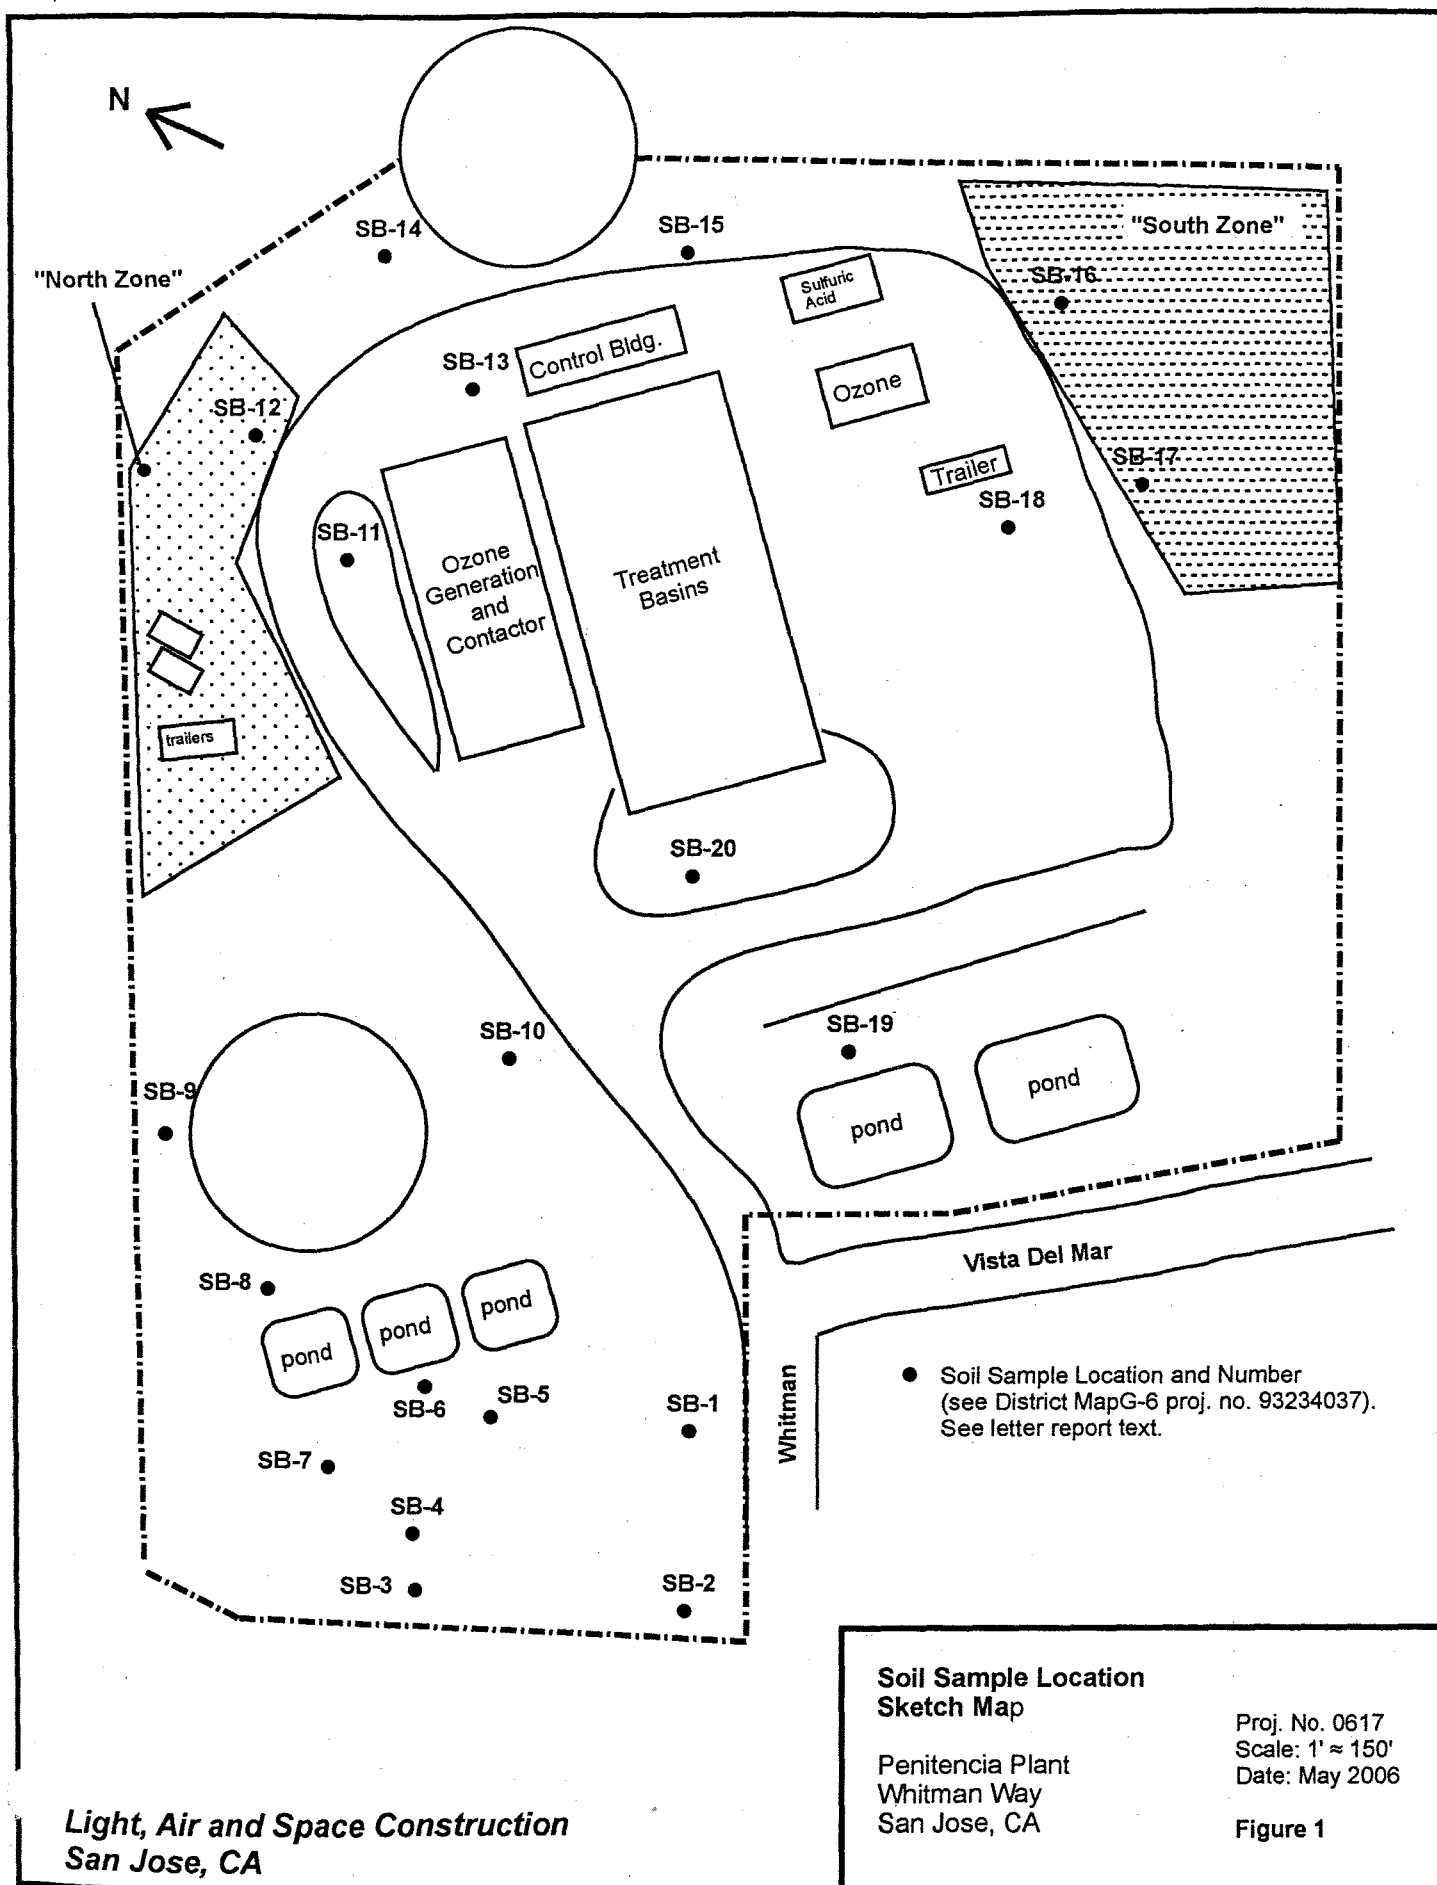 N
SB-14
SB-15
"South Zone"
"North Zone"
SB-16
Sulfuric
Acid
SB-13
Control Bldg.
SB-12
Ozone
SB-17
Trailer
SB-18
SB-11
Ozone
Generation
and
Contactor
Treatment
Basins
trailers
SB-20
SB-10
SB-19
SB-9
pond
pond
SB-8
pond
pond
pond
Vista Del Mar
SB-6
SB-5
SB-1
Whitman
SB-7
SB-4
SB-3
SB-2
Soil Sample Location and Number
(see District MapG-6 proj. no. 93234037).
See letter report text.
Soil Sample Location
Sketch Map
Penitencia Plant
Whitman Way
San Jose, CA
Proj. No. 0617
Scale: 1' ≈ 150'
Date: May 2006
Figure 1
Light, Air and Space Construction
San Jose, CA